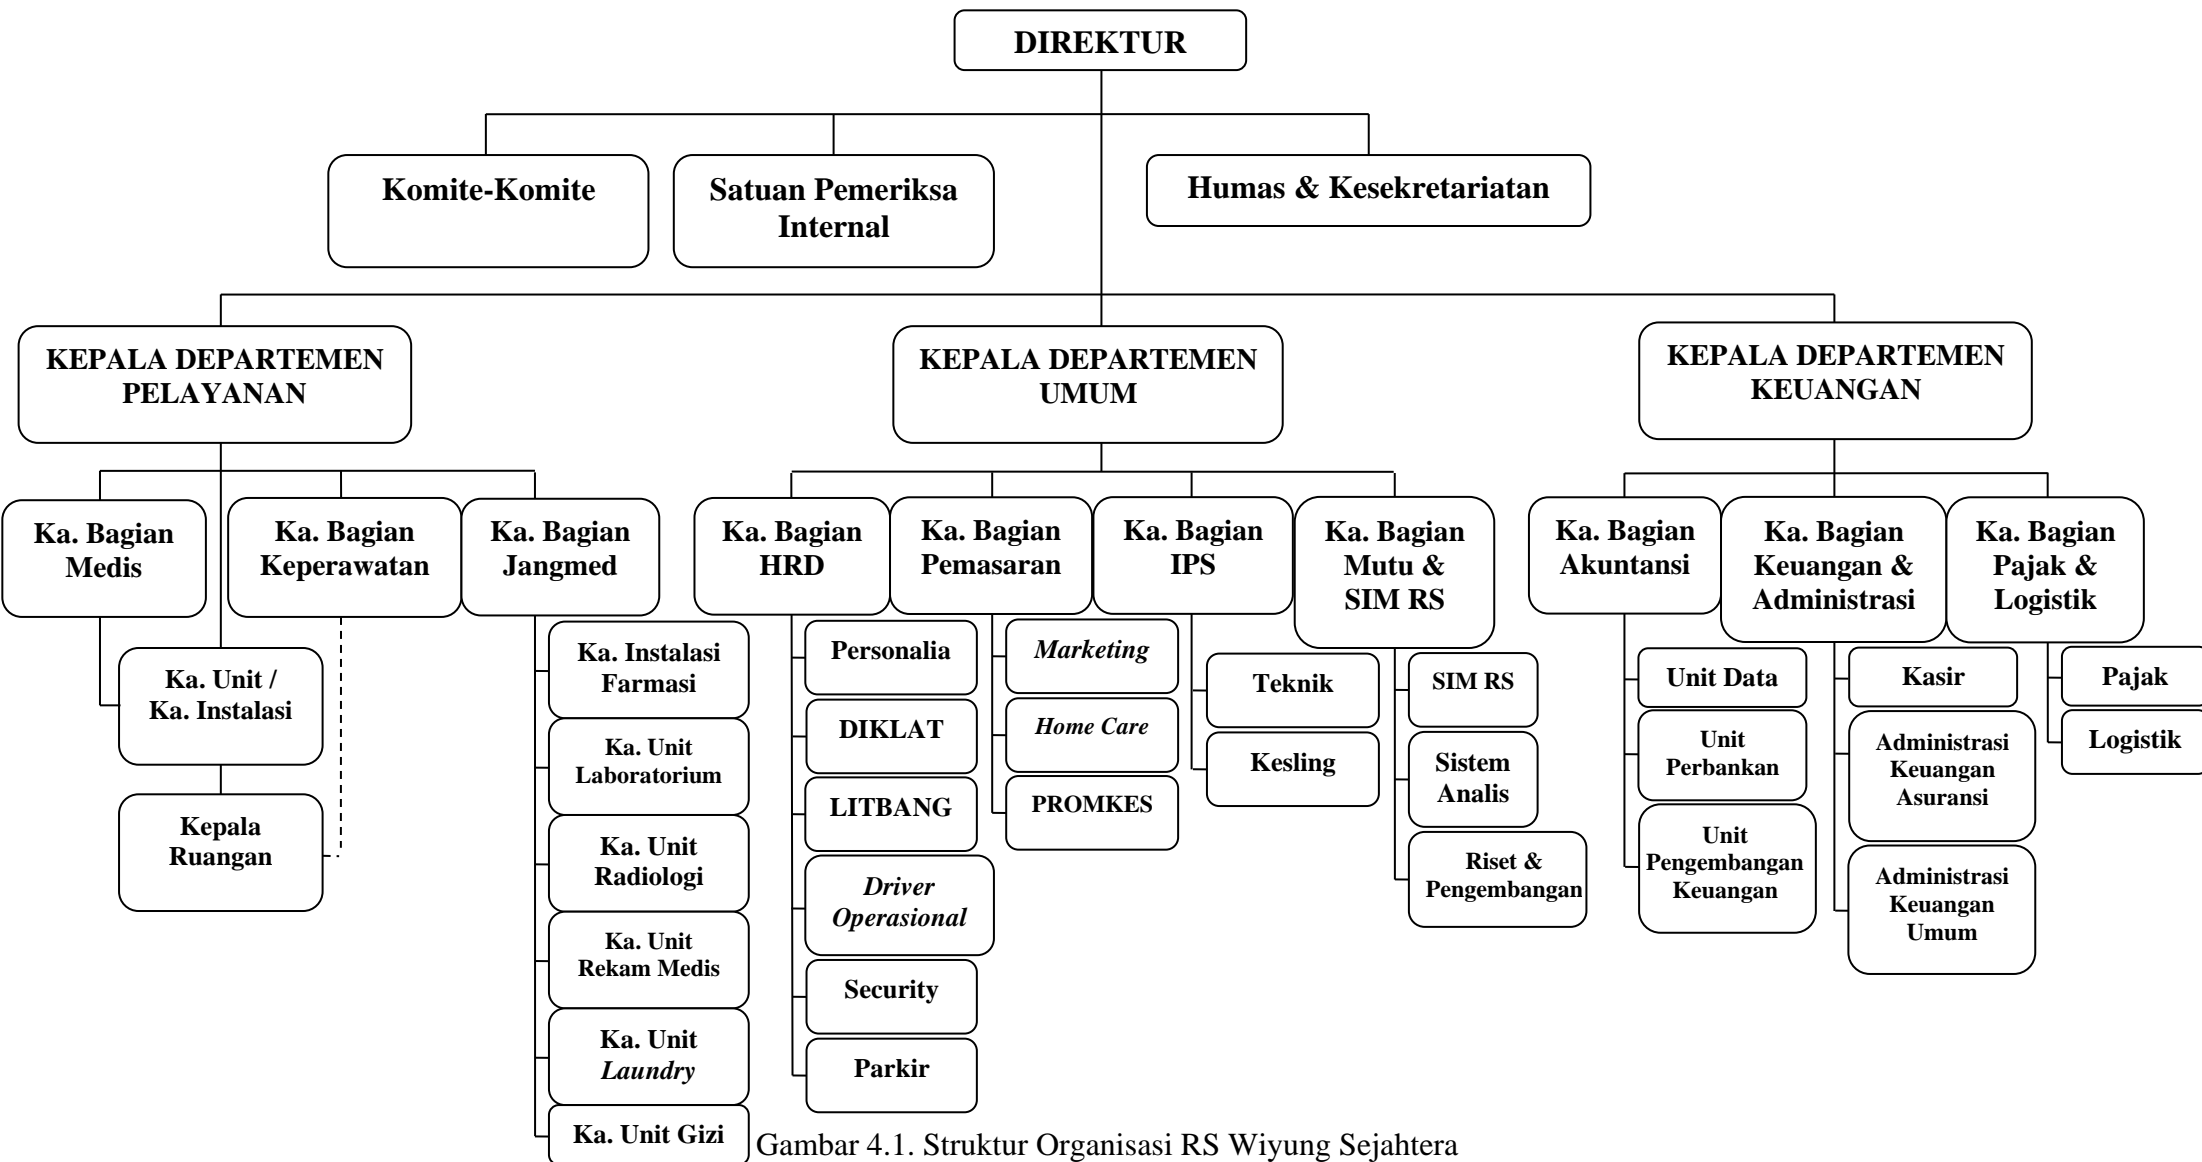 DIREKTUR
Komite-Komite
Satuan Pemeriksa
Internal
Humas & Kesekretariatan
KEPALA DEPARTEMEN
PELAYANAN
KEPALA DEPARTEMEN
UMUM
KEPALA DEPARTEMEN
KEUANGAN
Ka. Bagian
Medis
Ka. Bagian
Keperawatan
Ka. Bagian
Jangmed
Ka. Bagian
HRD
Ka. Bagian
Pemasaran
Ka. Bagian
IPS
Ka. Bagian
Mutu &
SIM RS
Ka. Bagian
Akuntansi
Ka. Bagian
Keuangan &
Administrasi
Ka. Bagian
Pajak &
Logistik
Ka. Unit /
Ka. Instalasi
Kepala
Ruangan
Ka. Instalasi
Farmasi
Ka. Unit
Laboratorium
Ka. Unit
Radiologi
Ka. Unit
Rekam Medis
Ka. Unit
Laundry
Ka. Unit Gizi
Personalia
DIKLAT
LITBANG
Driver
Operasional
Security
Parkir
Marketing
Home Care
PROMKES
Teknik
Kesling
SIM RS
Sistem
Analis
Riset &
Pengembangan
Unit Data
Unit
Perbankan
Unit
Pengembangan
Keuangan
Kasir
Administrasi
Keuangan
Asuransi
Administrasi
Keuangan
Umum
Pajak
Logistik
Gambar 4.1. Struktur Organisasi RS Wiyung Sejahtera